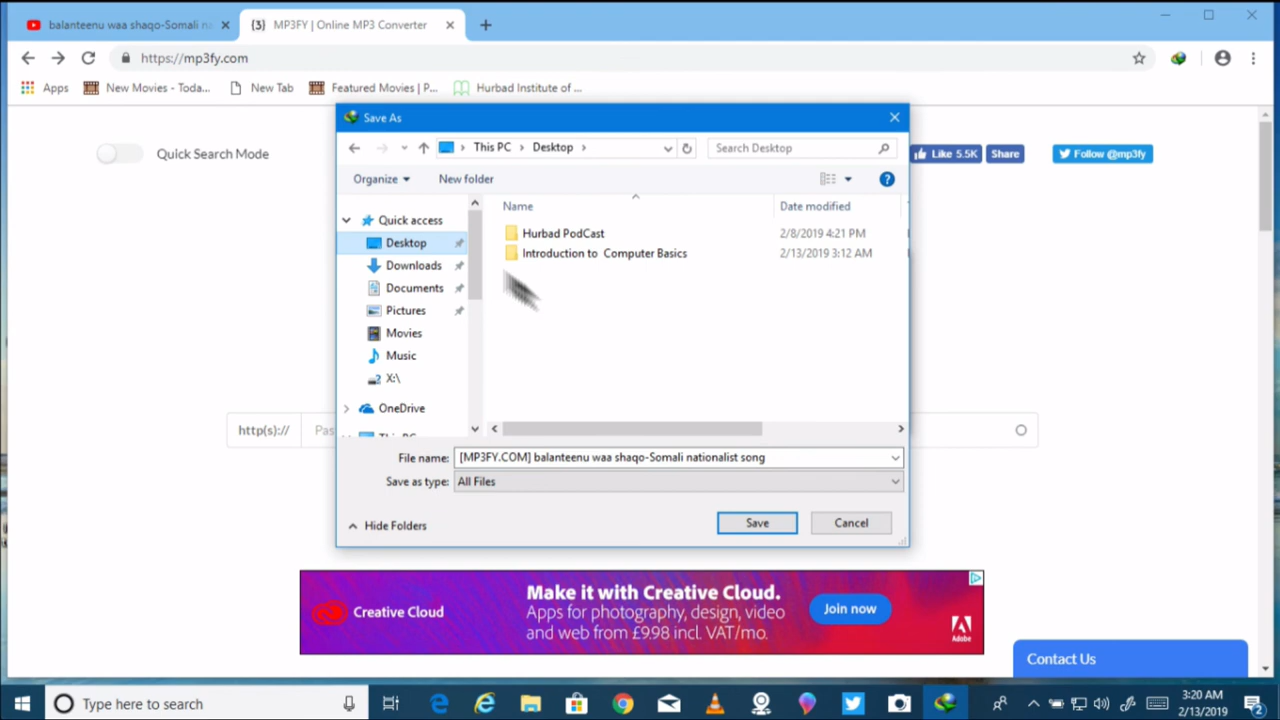 balanteenu waa shaqo-Somali na
(3) MP3FY | Online MP3 Converter
https://mp3fy.com
Apps
New Movies - Toda...
New Tab
Featured Movies | P...
Hurbad Institute of ...
Save As
This PC
Desktop
Search Desktop
Quick Search Mode
Like 5.5K
Share
Follow @mp3fy
Organize
New folder
Name
Date modified
Quick access
Desktop
Downloads
Documents
Pictures
Movies
Music
X:\
OneDrive
This PC
Hurbad PodCast
2/8/2019 4:21 PM
Introduction to Computer Basics
2/13/2019 3:12 AM
http(s)://
Pas
File name:
[MP3FY.COM] balanteenu waa shaqo-Somali nationalist song
Save as type:
All Files
Hide Folders
Save
Cancel
Creative Cloud
Make it with Creative Cloud.
Apps for photography, design, video
and web from £9.98 incl. VAT/mo.
Join now
Adobe
Contact Us
Type here to search
3:20 AM
2/13/2019
2